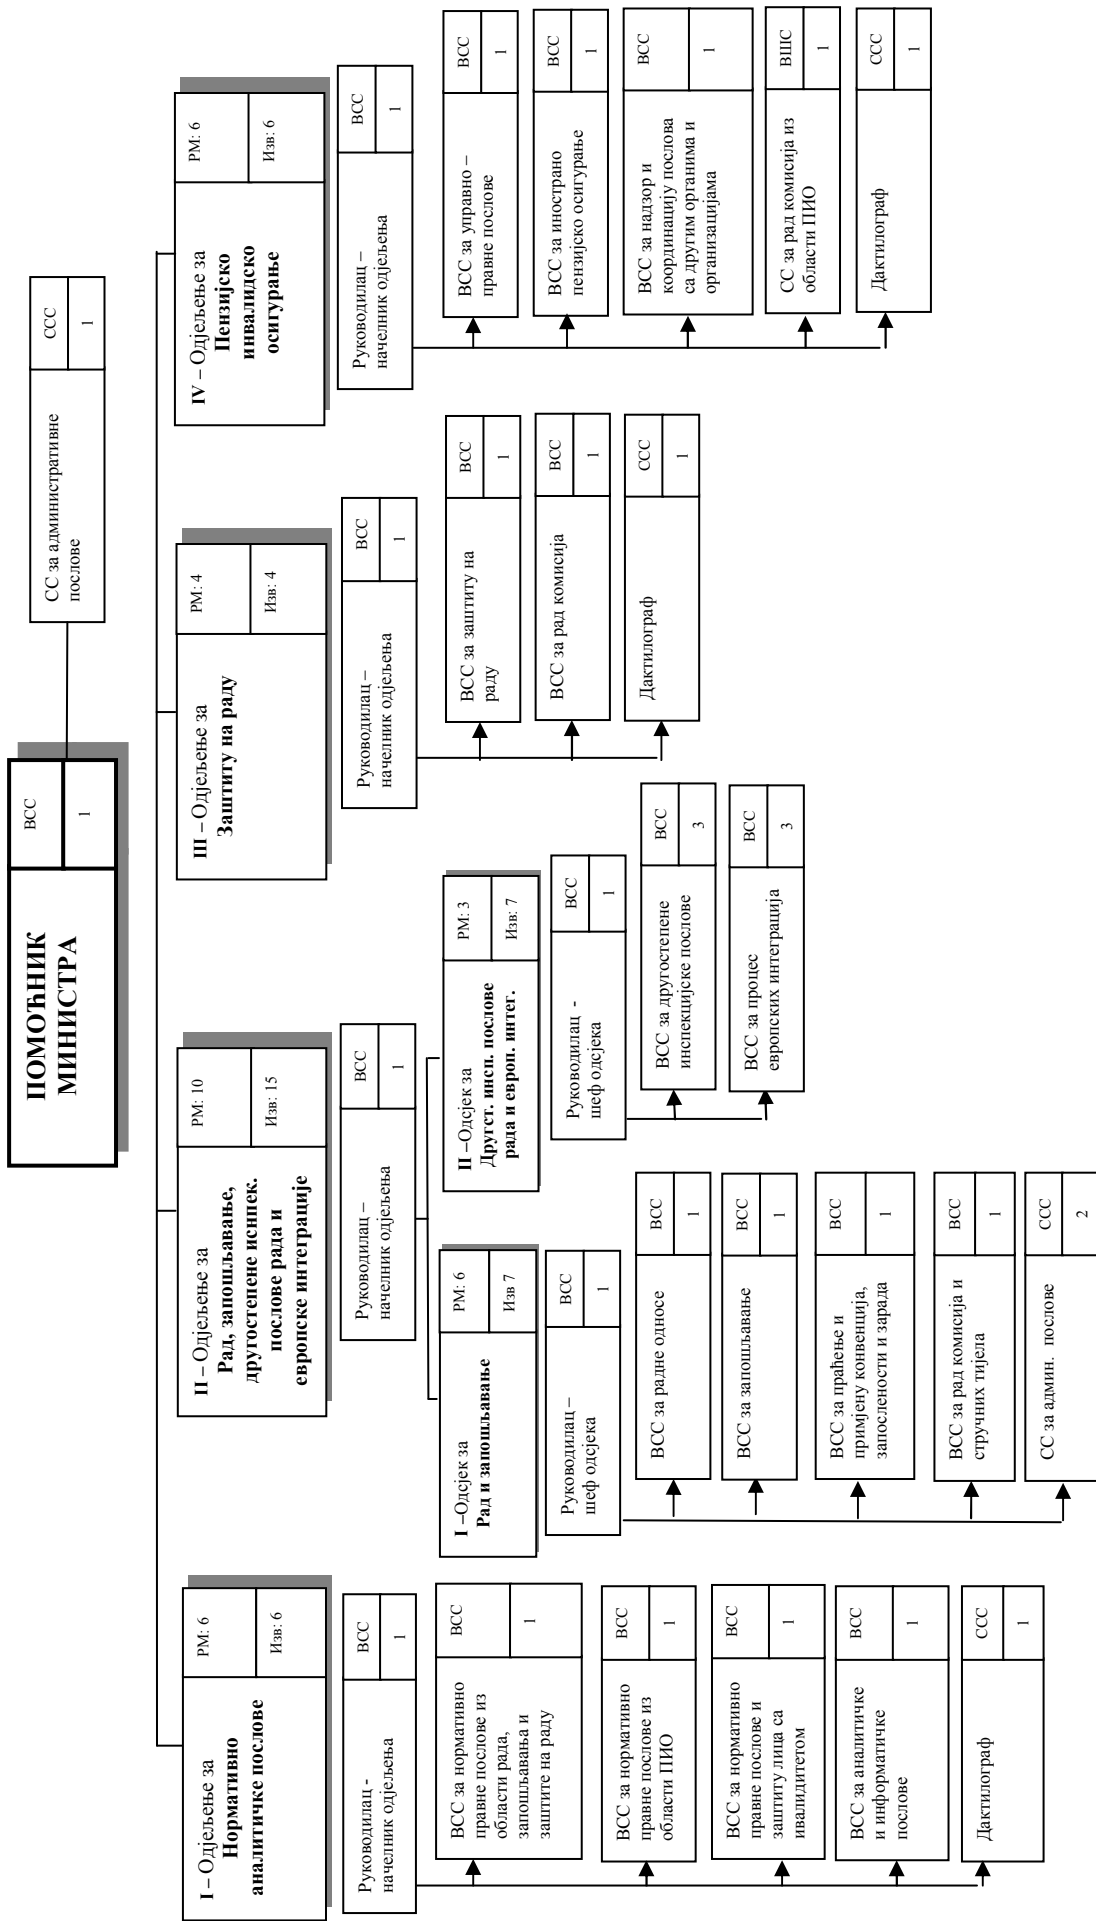 ПОМОЋНИК
МИНИСТРА
ВСС
1
СС за административне
послове
ССС
1
I – Одјељење за
Нормативно
аналитичке послове
РМ: 6
Изв: 6
Руководилац -
начелник одјељења
ВСС
1
ВСС за нормативно
правне послове из
области рада,
запошљавања и
заштите на раду
ВСС
1
ВСС за нормативно
правне послове из
области ПИО
ВСС
1
ВСС за нормативно
правне послове и
заштиту лица са
ивалидитетом
ВСС
1
ВСС за аналитичке
и информатичке
послове
ВСС
1
Дактилограф
ССС
1
II – Одјељење за
Рад, запошљавање,
другостепене испек.
послове рада и
европске интеграције
РМ: 10
Изв: 15
Руководилац –
начелник одјељења
ВСС
1
I –Одсјек за
Рад и запошљавање
РМ: 6
Изв 7
Руководилац –
шеф одсјека
ВСС
1
ВСС за радне односе
ВСС
1
ВСС за запошљавање
ВСС
1
ВСС за праћење и
примјену конвенција,
запослености и зарада
ВСС
1
ВСС за рад комисија и
стручних тијела
ВСС
1
СС за админ. послове
ССС
2
II –Одсјек за
Другст. инсп. послове
рада и европ. интег.
РМ: 3
Изв: 7
Руководилац -
шеф одсјека
ВСС
1
ВСС за другостепене
инспекцијске послове
ВСС
3
ВСС за процес
европских интеграција
ВСС
3
III – Одјељење за
Заштиту на раду
РМ: 4
Изв: 4
Руководилац –
начелник одјељења
ВСС
1
ВСС за заштиту на
раду
ВСС
1
ВСС за рад комисија
ВСС
1
Дактилограф
ССС
1
IV – Одјељење за
Пензијско
инвалидско
осигурање
РМ: 6
Изв: 6
Руководилац –
начелник одјељења
ВСС
1
ВСС за управно –
правне послове
ВСС
1
ВСС за инострано
пензијско осигурање
ВСС
1
ВСС за надзор и
координацију послова
са другим органима и
организацијама
ВСС
1
СС за рад комисија из
области ПИО
ВШС
1
Дактилограф
ССС
1